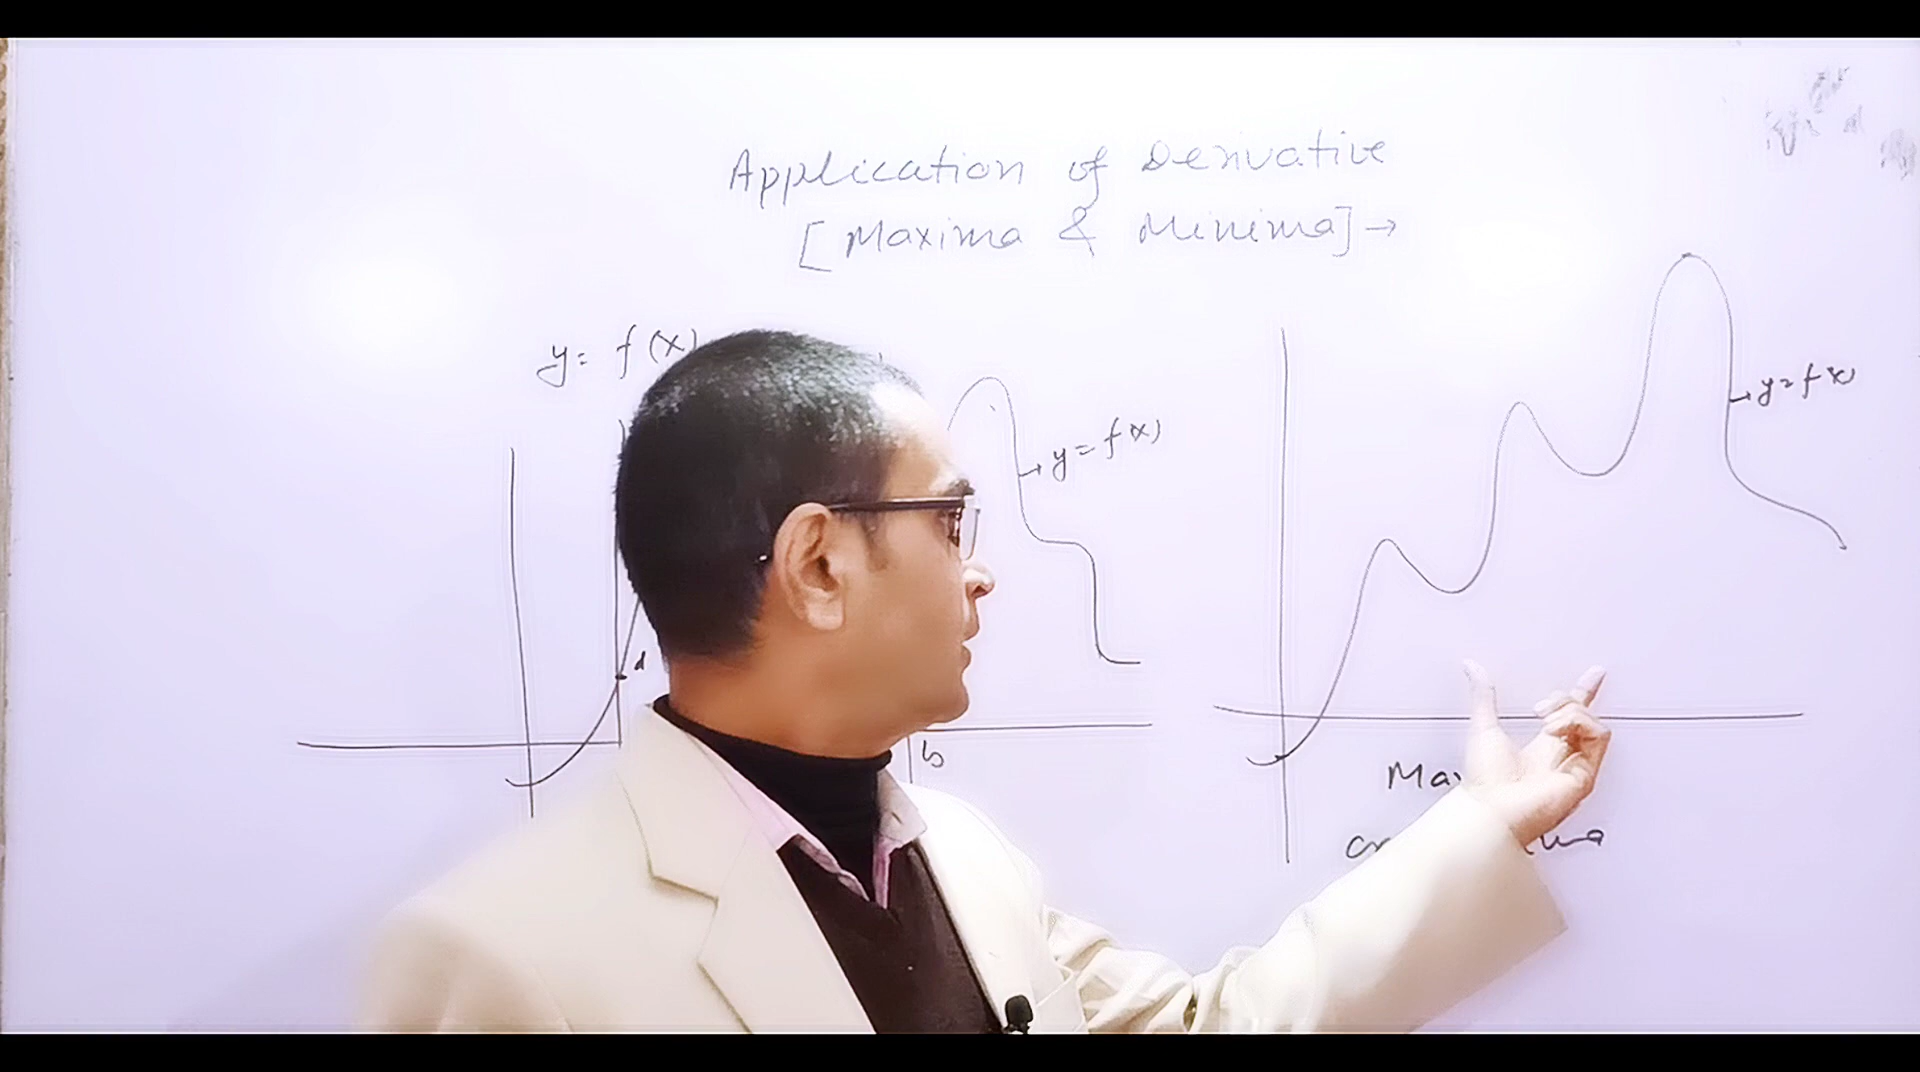 Application of Derivative
[Maxima & Minima] →
y = f(x)
→ y = f(x)
→ y = f(x)
d
b